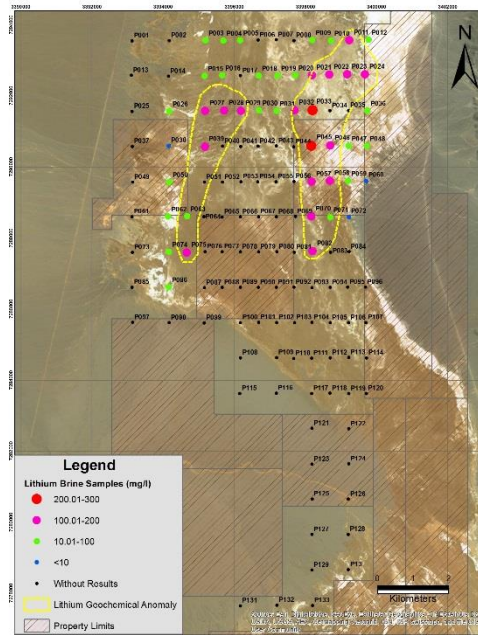 3390000 3392000 3394000 3396000 3398000 3400000 3402000
N
P001 P002 P003 P004 P005 P006 P007 P008 P009 P010 P011 P012
P013 P014 P015 P016 P017 P018 P019 P020 P021 P022 P023 P024
P025 P026 P027 P028 P029 P030 P031 P032 P033 P034 P035 P036
P037 P038 P039 P040 P041 P042 P043 P044 P045 P046 P047 P048
P049 P050 P051 P052 P053 P054 P055 P056 P057 P058 P059 P060
P061 P062 P063 P064 P065 P066 P067 P068 P069 P070 P071 P072
P073 P074 P075 P076 P077 P078 P079 P080 P081 P082 P083 P084
P085 P086 P087 P088 P089 P090 P091 P092 P093 P094 P095 P096
P097 P098 P099 P100 P101 P102 P103 P104 P105 P106 P107
P108 P109 P110 P111 P112 P113 P114
P115 P116 P117 P118 P119 P120
P121 P122
P123 P124
P125 P126
P127 P128
P129 P13
P131 P132 P133
Legend
Lithium Brine Samples (mg/l)
200.01-300
100.01-200
10.01-100
<10
Without Results
Lithium Geochemical Anomaly
Property Limits
0 1 2
Kilometers